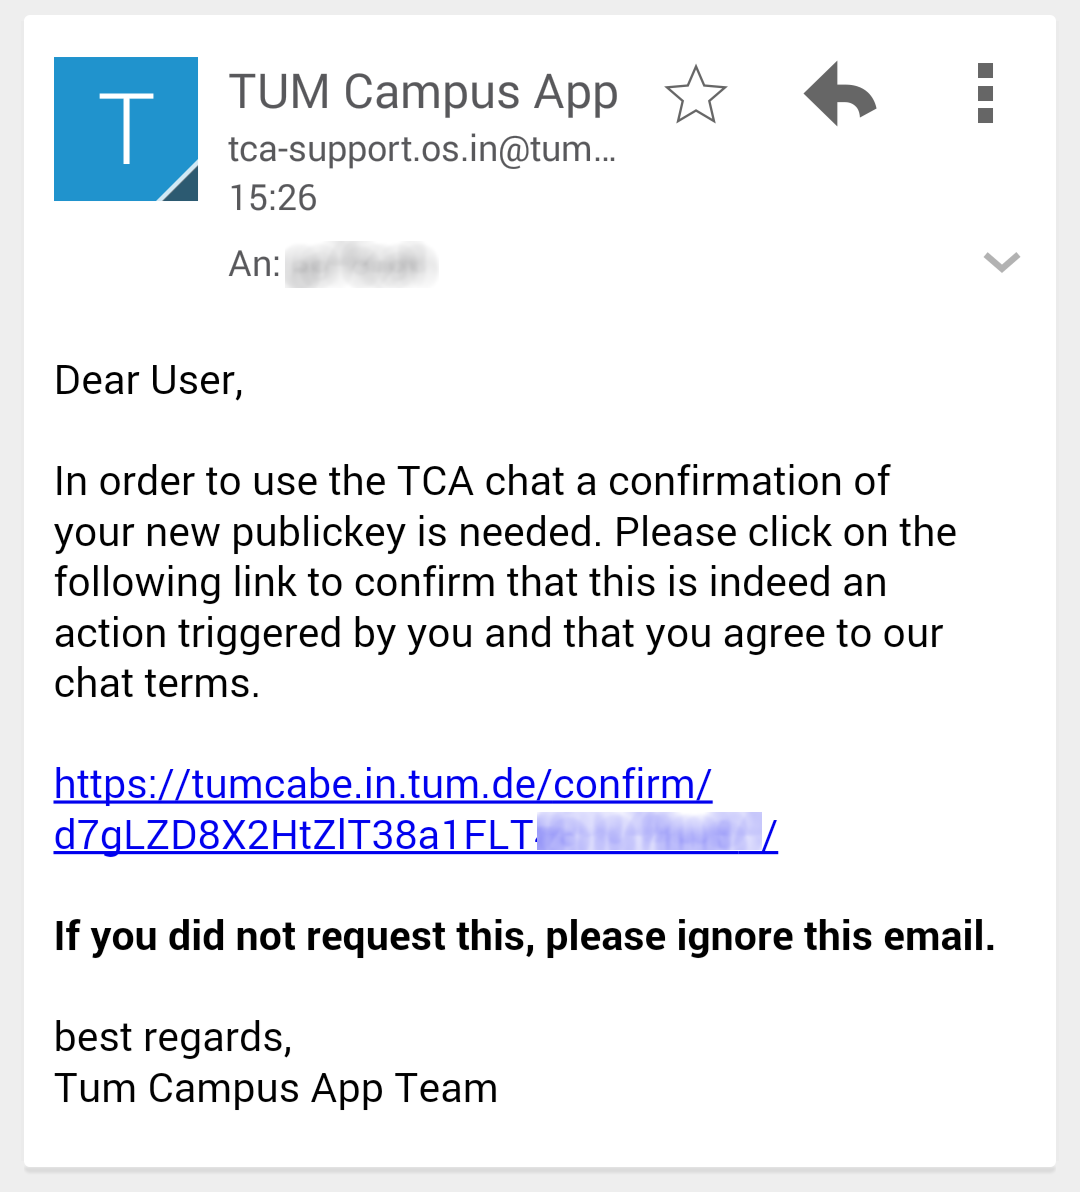 T
TUM Campus App
tca-support.os.in@tum...
15:26
An:
Dear User,
In order to use the TCA chat a confirmation of
your new publickey is needed. Please click on the
following link to confirm that this is indeed an
action triggered by you and that you agree to our
chat terms.
https://tumcabe.in.tum.de/confirm/
d7gLZD8X2HtZlT38a1FLT /
If you did not request this, please ignore this email.
best regards,
Tum Campus App Team